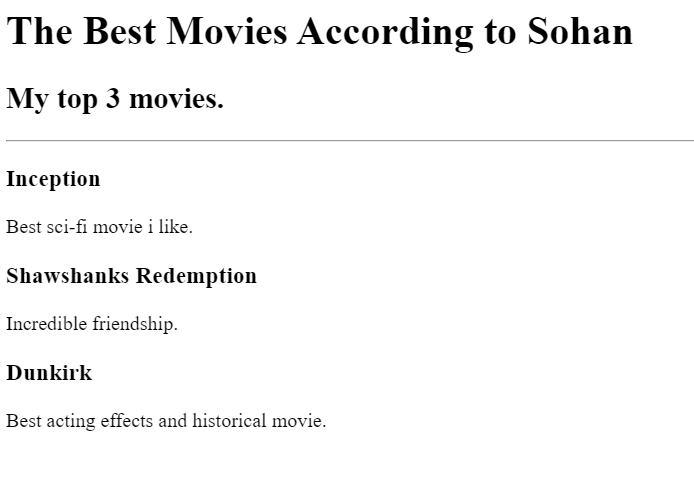 The Best Movies According to Sohan
My top 3 movies.
Inception
Best sci-fi movie i like.
Shawshanks Redemption
Incredible friendship.
Dunkirk
Best acting effects and historical movie.